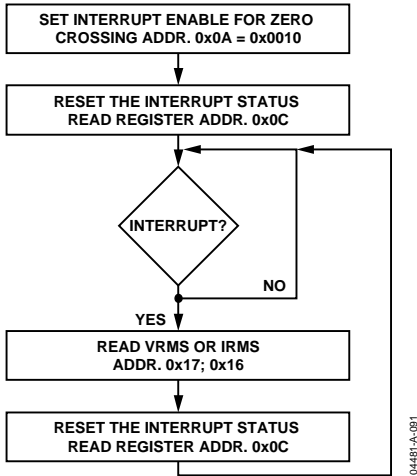 SET INTERRUPT ENABLE FOR ZERO
CROSSING ADDR. 0x0A = 0x0010
RESET THE INTERRUPT STATUS
READ REGISTER ADDR. 0x0C
INTERRUPT?
NO
YES
READ VRMS OR IRMS
ADDR. 0x17; 0x16
RESET THE INTERRUPT STATUS
READ REGISTER ADDR. 0x0C
04481-A-091